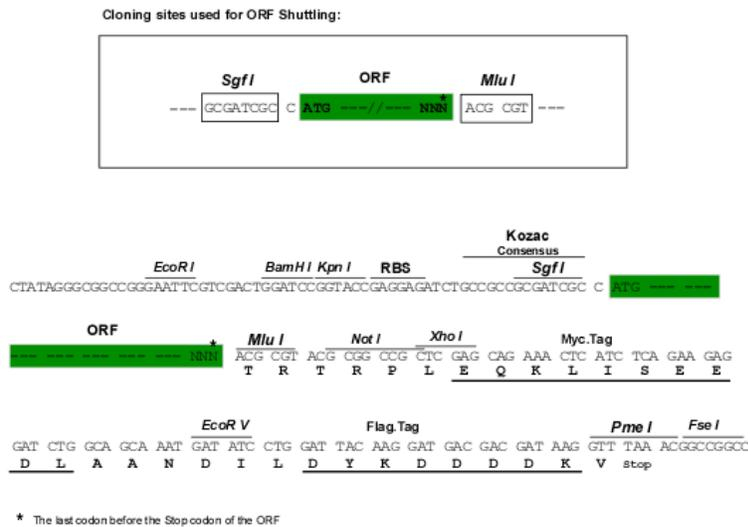 Cloning sites used for ORF Shuttling:
Sgf I ORF Mlu I
--- GCGATCGC C ATG ---//--- NNN* ACG CGT ---
Kozac
Consensus
EcoR I BamH I Kpn I RBS Sgf I
CTATAGGGCGGCCGGGAATTCGTCGACTGGATCCGGTACCGAGGAGATCTGCCGCCGCGATCGC C ATG --- ---
ORF
Mlu I Not I Xho I Myc.Tag
--- --- --- --- --- NNN* ACG CGT ACG CGG CCG CTC GAG CAG AAA CTC ATC TCA GAA GAG
T R T R P L E Q K L I S E E
EcoR V Flag.Tag Pme I Fse I
GAT CTG GCA GCA AAT GAT ATC CTG GAT TAC AAG GAT GAC GAC GAT AAG GTT TAA ACGGCCGGCC
D L A A N D I L D Y K D D D D K V Stop
* The last codon before the Stop codon of the ORF